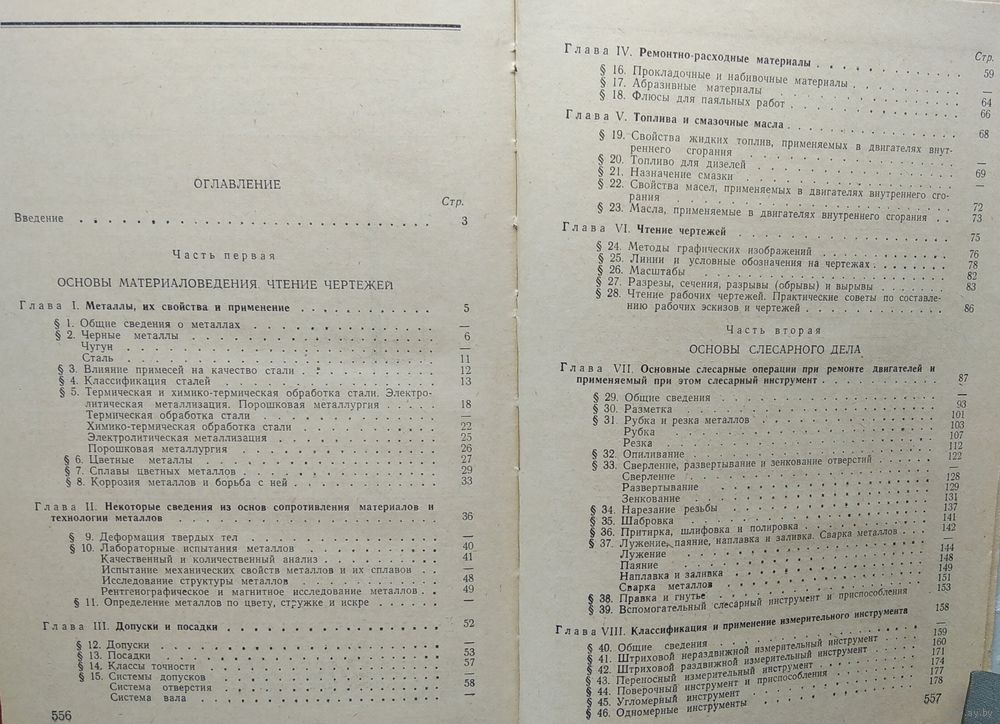 ОГЛАВЛЕНИЕ
Стр.
Введение . . . 3
Часть первая
ОСНОВЫ МАТЕРИАЛОВЕДЕНИЯ. ЧТЕНИЕ ЧЕРТЕЖЕЙ
Глава I. Металлы, их свойства и применение . . . 5
§ 1. Общие сведения о металлах . . . —
§ 2. Черные металлы . . . 6
Чугун . . . —
Сталь . . . 11
§ 3. Влияние примесей на качество стали . . . 12
§ 4. Классификация сталей . . . 13
§ 5. Термическая и химико-термическая обработка стали. Электро-
литическая металлизация. Порошковая металлургия . . . 18
Термическая обработка стали . . . —
Химико-термическая обработка стали . . . 22
Электролитическая металлизация . . . 25
Порошковая металлургия . . . 26
§ 6. Цветные металлы . . . 27
§ 7. Сплавы цветных металлов . . . 29
§ 8. Коррозия металлов и борьба с ней . . . 33
Глава II. Некоторые сведения из основ сопротивления материалов и
технологии металлов . . . 36
§ 9. Деформация твердых тел . . . —
§ 10. Лабораторные испытания металлов . . . 40
Качественный и количественный анализ . . . 41
Испытание механических свойств металлов и их сплавов . . . —
Исследование структуры металлов . . . 48
Рентгенографическое и магнитное исследование металлов . . . 49
§ 11. Определение металлов по цвету, стружке и искре . . . —
Глава III. Допуски и посадки . . . 52
§ 12. Допуски . . . —
§ 13. Посадки . . . 53
§ 14. Классы точности . . . 57
§ 15. Системы допусков . . . —
Система отверстия . . . 58
Система вала . . . —
556
Стр.
Глава IV. Ремонтно-расходные материалы . . . 59
§ 16. Прокладочные и набивочные материалы . . . —
§ 17. Абразивные материалы . . . 64
§ 18. Флюсы для паяльных работ . . . 66
Глава V. Топлива и смазочные масла . . . 68
§ 19. Свойства жидких топлив, применяемых в двигателях внут-
реннего сгорания . . . —
§ 20. Топливо для дизелей . . . 69
§ 21. Назначение смазки . . . —
§ 22. Свойства масел, применяемых в двигателях внутреннего сго-
рания . . . 72
§ 23. Масла, применяемые в двигателях внутреннего сгорания . . 73
Глава VI. Чтение чертежей . . . 75
§ 24. Методы графических изображений . . . 76
§ 25. Линии и условные обозначения на чертежах . . . 78
§ 26. Масштабы . . . 82
§ 27. Разрезы, сечения, разрывы (обрывы) и вырывы . . . 83
§ 28. Чтение рабочих чертежей. Практические советы по составле-
нию рабочих эскизов и чертежей . . . 86
Часть вторая
ОСНОВЫ СЛЕСАРНОГО ДЕЛА
Глава VII. Основные слесарные операции при ремонте двигателей и
применяемый при этом слесарный инструмент . . . 87
§ 29. Общие сведения . . . —
§ 30. Разметка . . . 93
§ 31. Рубка и резка металлов . . . 101
Рубка . . . 103
Резка . . . 107
§ 32. Опиливание . . . 112
§ 33. Сверление, развертывание и зенкование отверстий . . . 122
Сверление . . . —
Развертывание . . . 128
Зенкование . . . 129
§ 34. Нарезание резьбы . . . 131
§ 35. Шабровка . . . 137
§ 36. Притирка, шлифовка и полировка . . . 141
§ 37. Лужение, паяние, наплавка и заливка. Сварка металлов . . . 142
Лужение . . . —
Паяние . . . 144
Наплавка и заливка . . . 148
Сварка металлов . . . 149
§ 38. Правка и гнутье . . . 151
§ 39. Вспомогательный слесарный инструмент и приспособления 153
Глава VIII. Классификация и применение измерительного инструмента 158
§ 40. Общие сведения . . . —
§ 41. Штриховой нераздвижной измерительный инструмент . . . 159
§ 42. Штриховой раздвижной измерительный инструмент . . . 160
§ 43. Переносный измерительный инструмент . . . 171
§ 44. Поверочный инструмент и приспособления . . . 174
§ 45. Угломерный инструмент . . . 177
§ 46. Одномерные инструменты . . . 178
557
ay.by